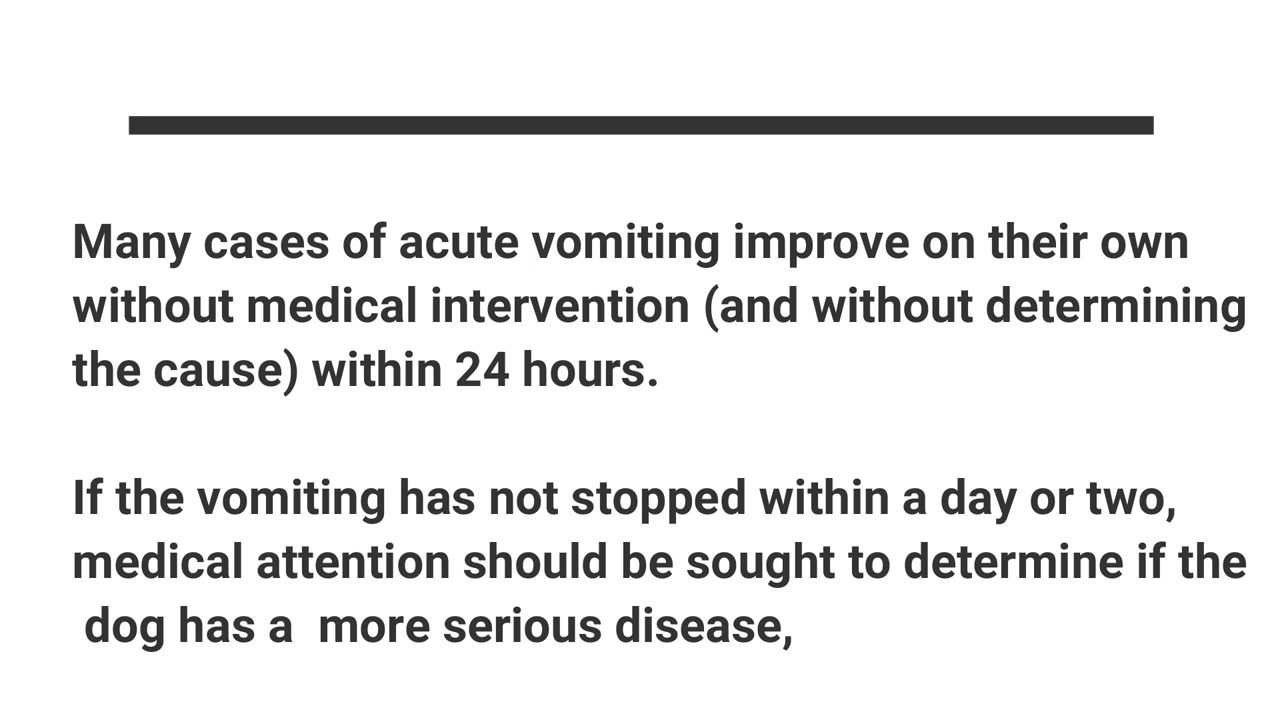 Many cases of acute vomiting improve on their own
without medical intervention (and without determining
the cause) within 24 hours.
If the vomiting has not stopped within a day or two,
medical attention should be sought to determine if the
dog has a  more serious disease,